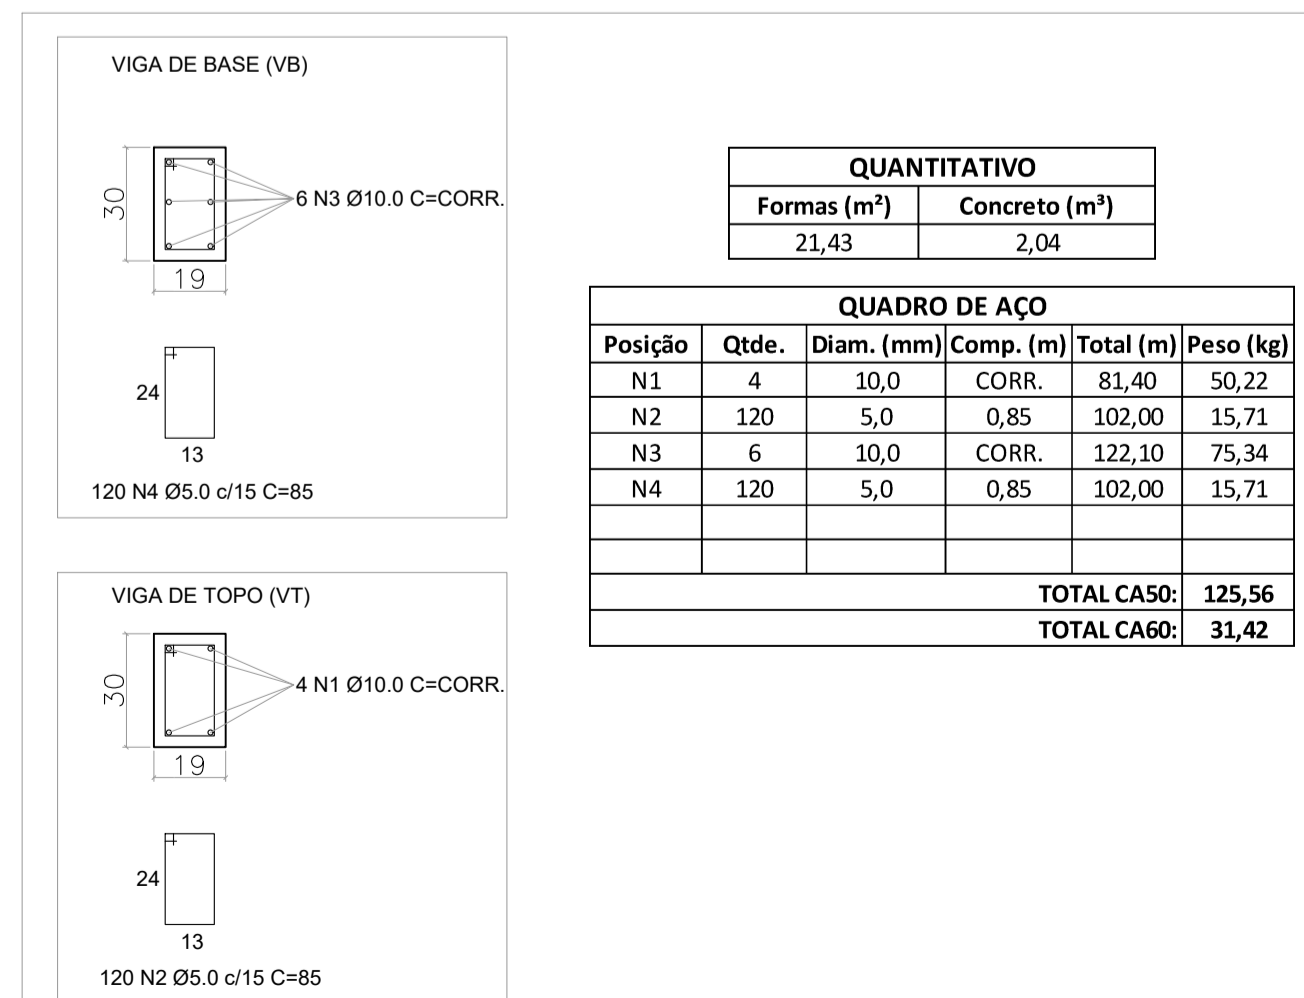 VIGA DE BASE (VB)
30
6 N3 Ø10.0 C=CORR.
19
24
13
120 N4 Ø5.0 c/15 C=85
VIGA DE TOPO (VT)
30
4 N1 Ø10.0 C=CORR.
19
24
13
120 N2 Ø5.0 c/15 C=85
QUANTITATIVO
Formas (m²) Concreto (m³)
21,43 2,04
QUADRO DE AÇO
Posição Qtde. Diam. (mm) Comp. (m) Total (m) Peso (kg)
N1 4 10,0 CORR. 81,40 50,22
N2 120 5,0 0,85 102,00 15,71
N3 6 10,0 CORR. 122,10 75,34
N4 120 5,0 0,85 102,00 15,71
TOTAL CA50: 125,56
TOTAL CA60: 31,42